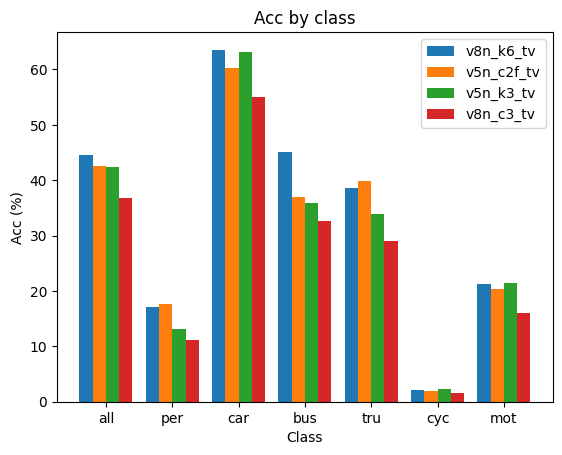 Acc by class
v8n_k6_tv
v5n_c2f_tv
v5n_k3_tv
v8n_c3_tv
Acc (%)
60
50
40
30
20
10
0
all per car bus tru cyc mot
Class